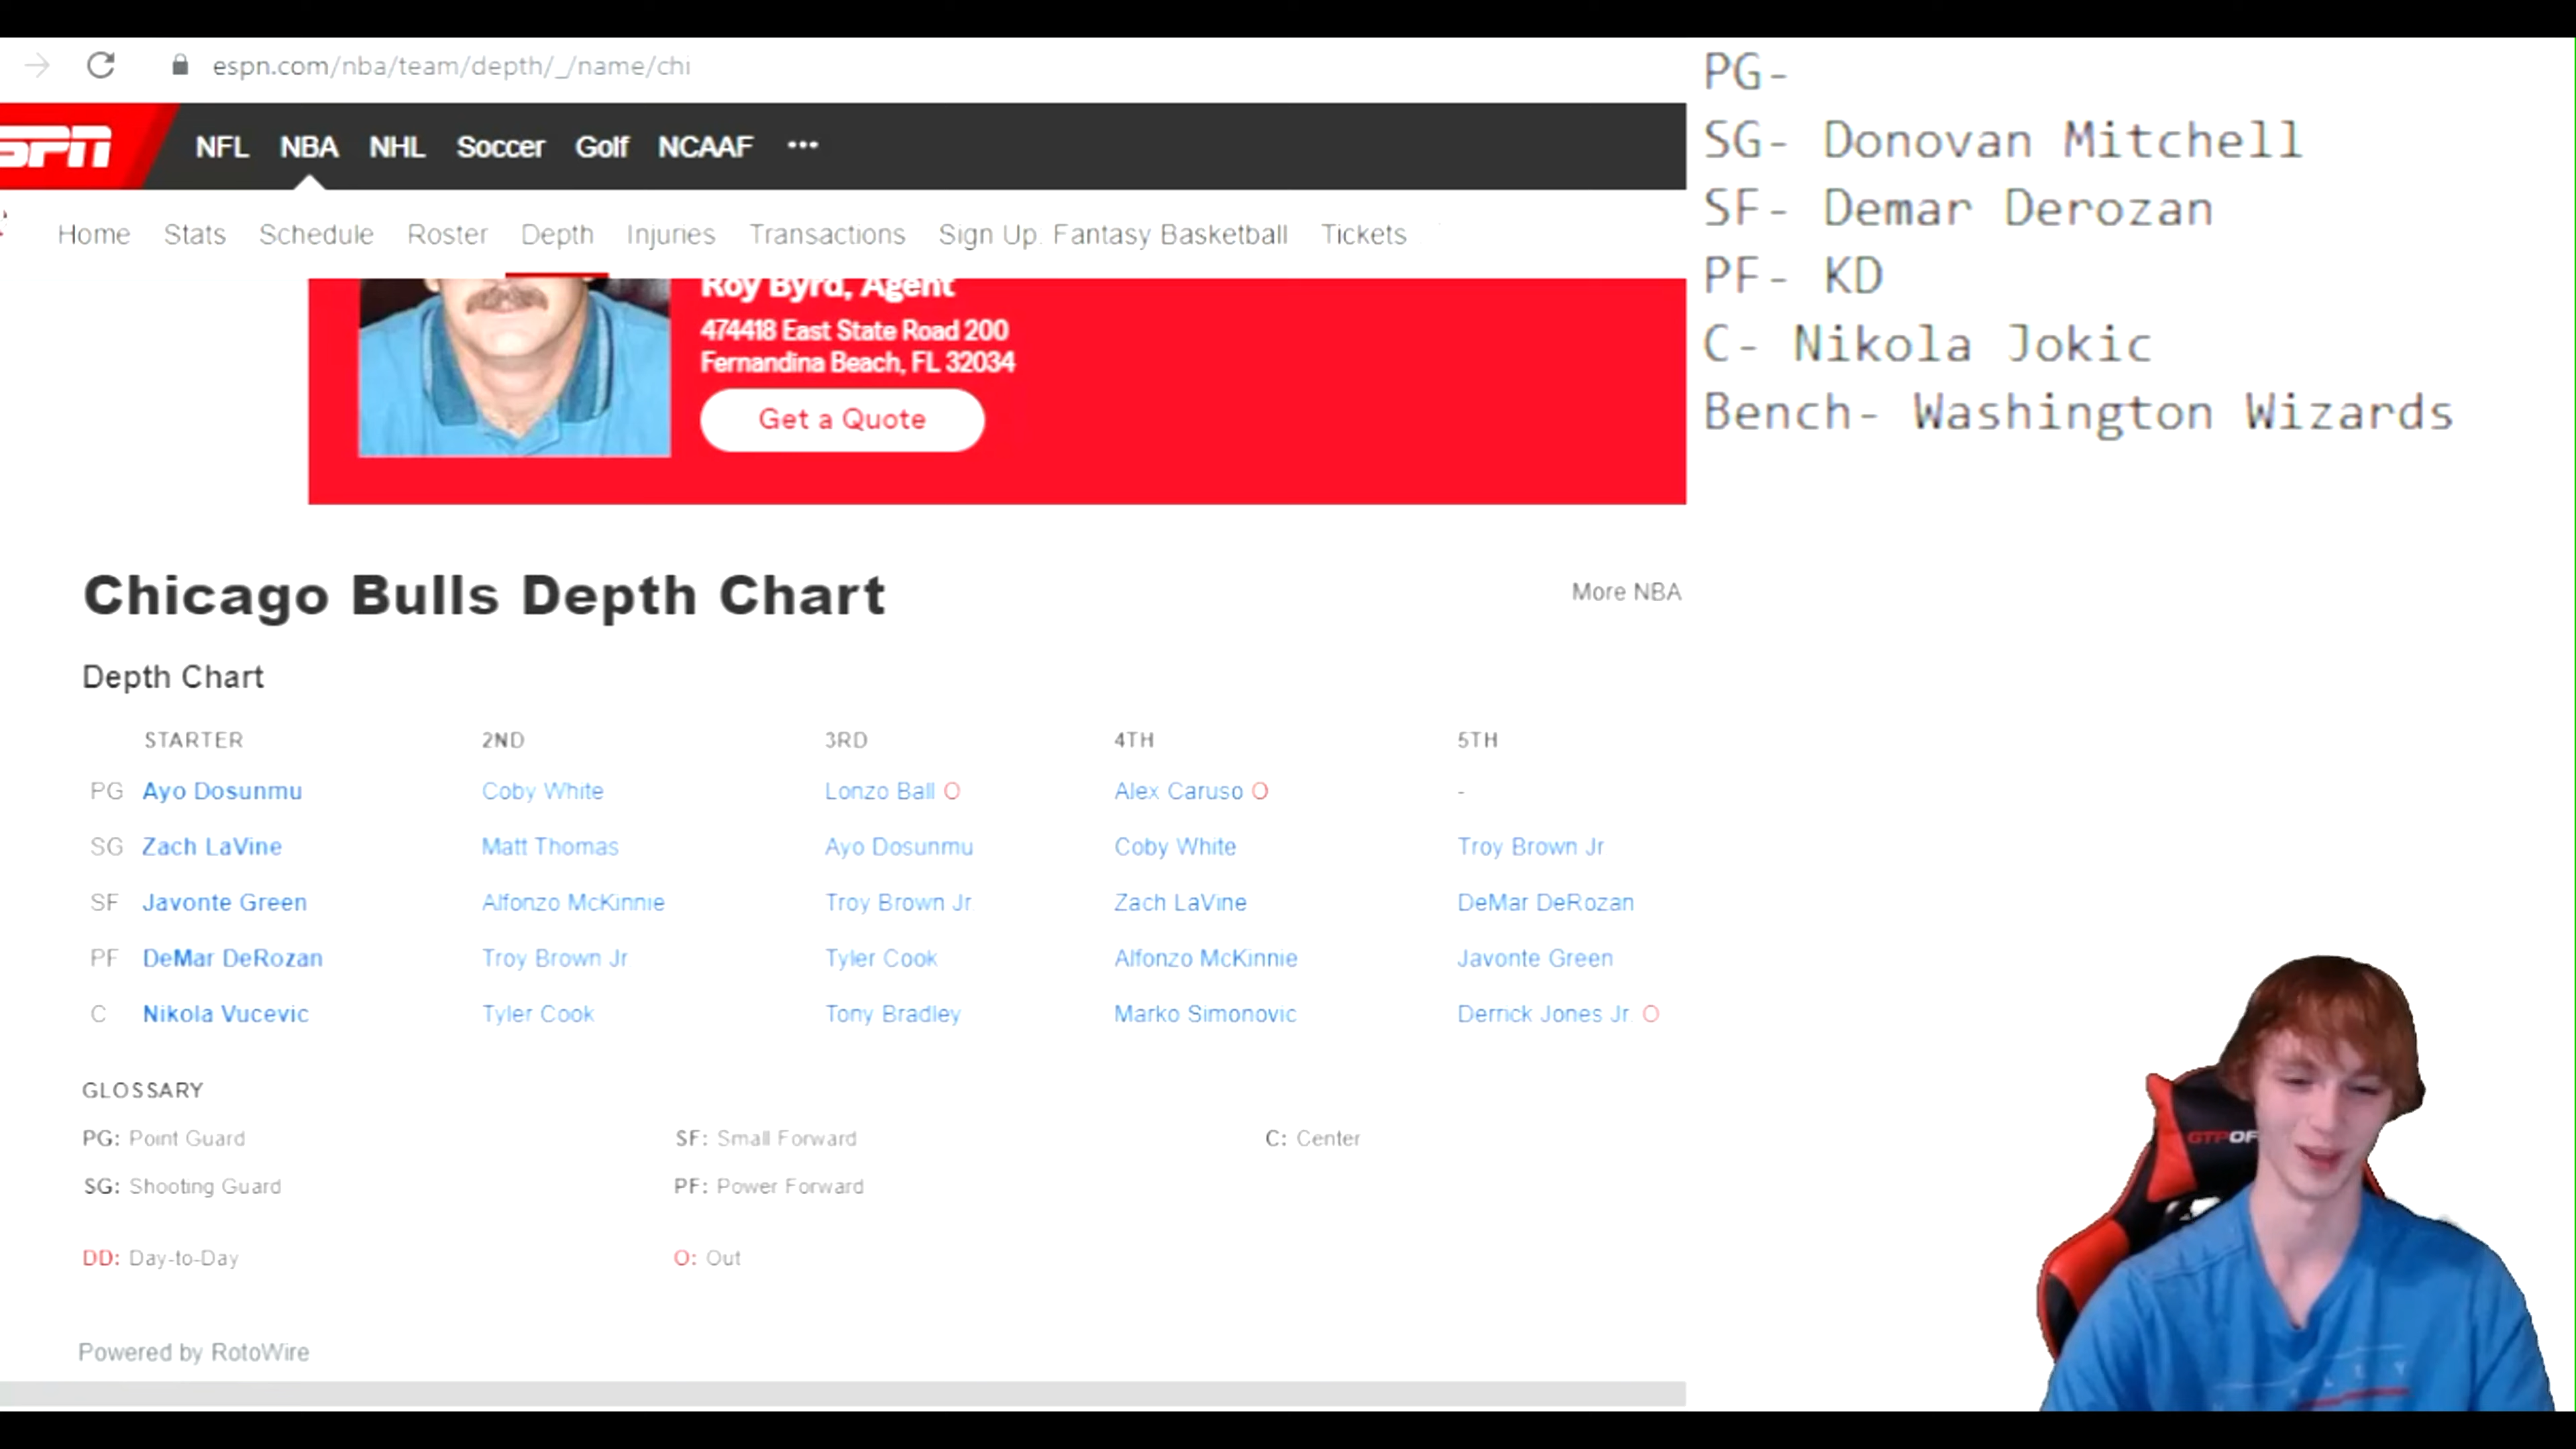 espn.com/nba/team/depth/_/name/chi
NFL NBA NHL Soccer Golf NCAAF •••
Home Stats Schedule Roster Depth Injuries Transactions Sign Up. Fantasy Basketball Tickets
Roy Byrd, Agent
474418 East State Road 200
Fernandina Beach, FL 32034
Get a Quote
Chicago Bulls Depth Chart
More NBA
Depth Chart
STARTER 2ND 3RD 4TH 5TH
PG Ayo Dosunmu Coby White Lonzo Ball O Alex Caruso O -
SG Zach LaVine Matt Thomas Ayo Dosunmu Coby White Troy Brown Jr
SF Javonte Green Alfonzo McKinnie Troy Brown Jr. Zach LaVine DeMar DeRozan
PF DeMar DeRozan Troy Brown Jr Tyler Cook Alfonzo McKinnie Javonte Green
C Nikola Vucevic Tyler Cook Tony Bradley Marko Simonovic Derrick Jones Jr. O
GLOSSARY
PG: Point Guard SF: Small Forward C: Center
SG: Shooting Guard PF: Power Forward
DD: Day-to-Day O: Out
Powered by RotoWire
PG-
SG- Donovan Mitchell
SF- Demar Derozan
PF- KD
C- Nikola Jokic
Bench- Washington Wizards